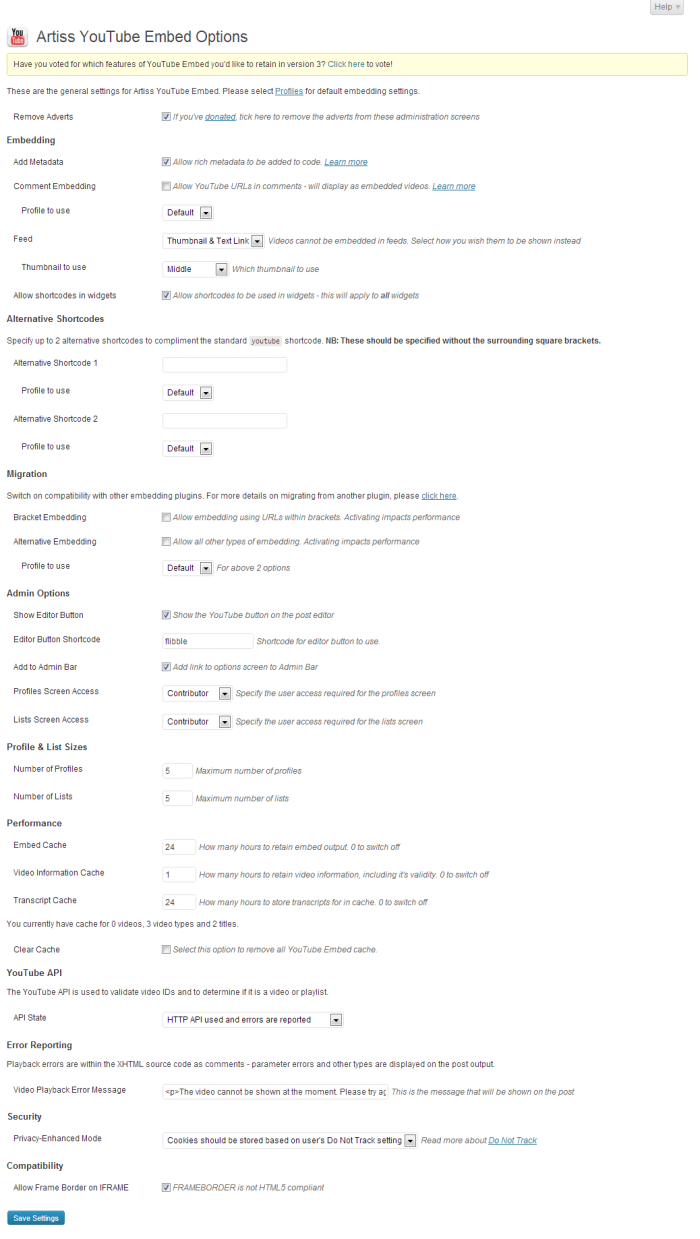 Help
You Tube
Artiss YouTube Embed Options
Have you voted for which features of YouTube Embed you'd like to retain in version 3? Click here to vote!
These are the general settings for Artiss YouTube Embed. Please select Profiles for default embedding settings.
Remove Adverts If you've donated, tick here to remove the adverts from these administration screens
Embedding
Add Metadata Allow rich metadata to be added to code. Learn more
Comment Embedding Allow YouTube URLs in comments - will display as embedded videos. Learn more
Profile to use Default
Feed Thumbnail & Text Link Videos cannot be embedded in feeds. Select how you wish them to be shown instead
Thumbnail to use Middle Which thumbnail to use
Allow shortcodes in widgets Allow shortcodes to be used in widgets - this will apply to all widgets
Alternative Shortcodes
Specify up to 2 alternative shortcodes to compliment the standard youtube shortcode. NB: These should be specified without the surrounding square brackets.
Alternative Shortcode 1
Profile to use Default
Alternative Shortcode 2
Profile to use Default
Migration
Switch on compatibility with other embedding plugins. For more details on migrating from another plugin, please click here.
Bracket Embedding Allow embedding using URLs within brackets. Activating impacts performance
Alternative Embedding Allow all other types of embedding. Activating impacts performance
Profile to use Default For above 2 options
Admin Options
Show Editor Button Show the YouTube button on the post editor
Editor Button Shortcode flibble Shortcode for editor button to use.
Add to Admin Bar Add link to options screen to Admin Bar
Profiles Screen Access Contributor Specify the user access required for the profiles screen
Lists Screen Access Contributor Specify the user access required for the lists screen
Profile & List Sizes
Number of Profiles 5 Maximum number of profiles
Number of Lists 5 Maximum number of lists
Performance
Embed Cache 24 How many hours to retain embed output. 0 to switch off
Video Information Cache 1 How many hours to retain video information, including it's validity. 0 to switch off
Transcript Cache 24 How many hours to store transcripts for in cache. 0 to switch off
You currently have cache for 0 videos, 3 video types and 2 titles.
Clear Cache Select this option to remove all YouTube Embed cache.
YouTube API
The YouTube API is used to validate video IDs and to determine if it is a video or playlist.
API State HTTP API used and errors are reported
Error Reporting
Playback errors are within the XHTML source code as comments - parameter errors and other types are displayed on the post output.
Video Playback Error Message <p>The video cannot be shown at the moment. Please try ag This is the message that will be shown on the post
Security
Privacy-Enhanced Mode Cookies should be stored based on user's Do Not Track setting Read more about Do Not Track
Compatibility
Allow Frame Border on IFRAME FRAMEBORDER is not HTML5 compliant
Save Settings